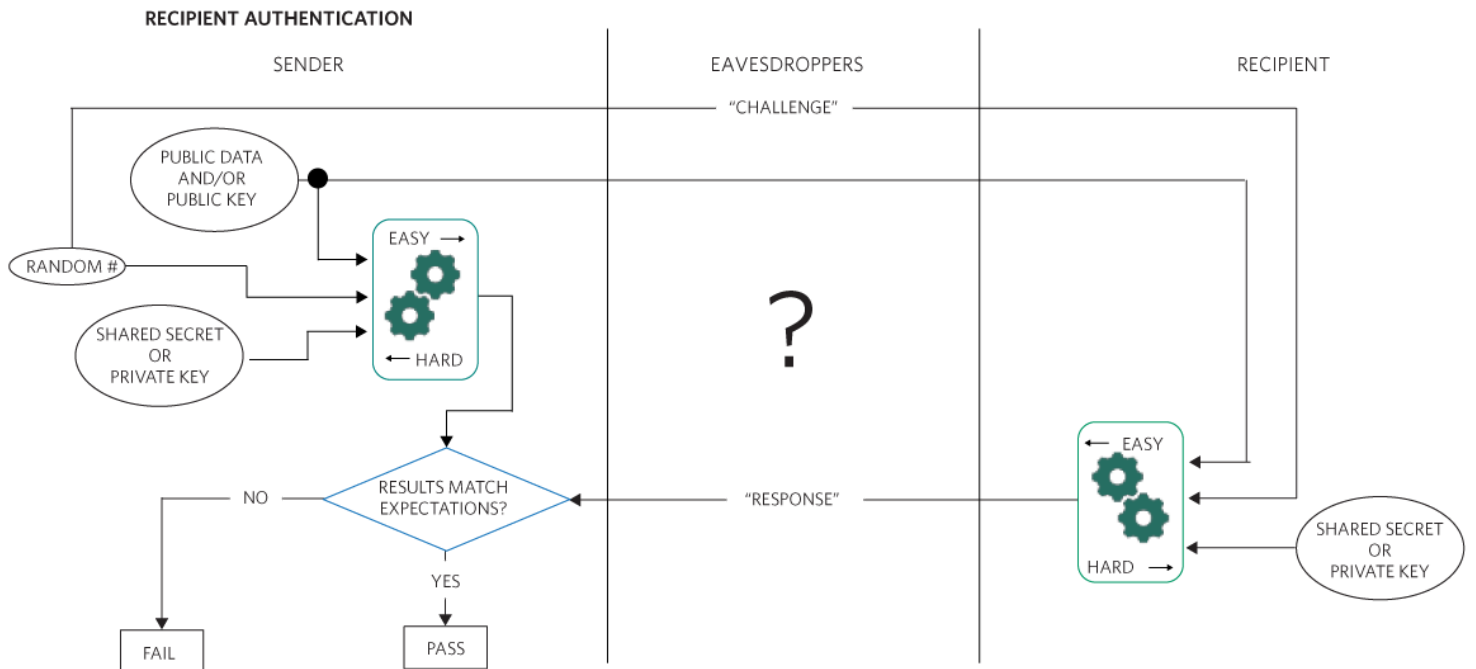 RECIPIENT AUTHENTICATION
SENDER
EAVESDROPPERS
RECIPIENT
“CHALLENGE”
PUBLIC DATA
AND/OR
PUBLIC KEY
EASY
RANDOM #
SHARED SECRET
OR
PRIVATE KEY
HARD
?
EASY
NO
RESULTS MATCH
EXPECTATIONS?
“RESPONSE”
SHARED SECRET
OR
PRIVATE KEY
HARD
YES
FAIL
PASS